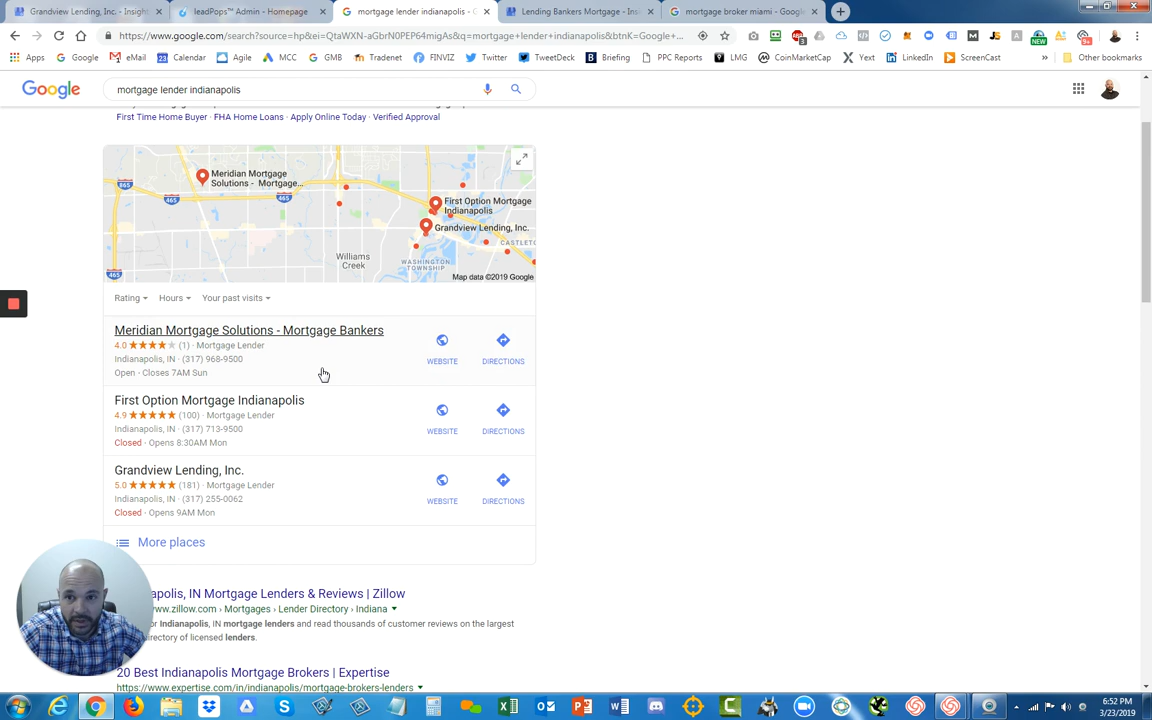 Grandview Lending, Inc. - Insigh
leadPops™ Admin - Homepage
mortgage lender indianapolis - G
Lending Bankers Mortgage - Ins
mortgage broker miami - Googl
https://www.google.com/search?source=hp&ei=QtaWXN-aGbrN0PEP64migAs&q=mortgage+lender+indianapolis&btnK=Google+...
Apps
Google
eMail
Calendar
Agile
MCC
GMB
Tradenet
FINVIZ
Twitter
TweetDeck
Briefing
PPC Reports
LMG
CoinMarketCap
Yext
LinkedIn
ScreenCast
»
Other bookmarks
Google
mortgage lender indianapolis
First Time Home Buyer · FHA Home Loans · Apply Online Today · Verified Approval
Meridian Mortgage
Solutions - Mortgage...
First Option Mortgage
Indianapolis
Grandview Lending, Inc.
Williams
Creek
WASHINGTON
TOWNSHIP
CASTLETO
465
465
465
465
Map data ©2019 Google
Rating
Hours
Your past visits
Meridian Mortgage Solutions - Mortgage Bankers
4.0 (1) · Mortgage Lender
Indianapolis, IN · (317) 968-9500
Open · Closes 7AM Sun
WEBSITE
DIRECTIONS
First Option Mortgage Indianapolis
4.9 (100) · Mortgage Lender
Indianapolis, IN · (317) 713-9500
Closed · Opens 8:30AM Mon
WEBSITE
DIRECTIONS
Grandview Lending, Inc.
5.0 (181) · Mortgage Lender
Indianapolis, IN · (317) 255-0062
Closed · Opens 9AM Mon
WEBSITE
DIRECTIONS
More places
apolis, IN Mortgage Lenders & Reviews | Zillow
ww.zillow.com › Mortgages › Lender Directory › Indiana
or Indianapolis, IN mortgage lenders and read thousands of customer reviews on the largest
directory of licensed lenders.
20 Best Indianapolis Mortgage Brokers | Expertise
https://www.expertise.com/in/indianapolis/mortgage-brokers-lenders
6:52 PM
3/23/2019